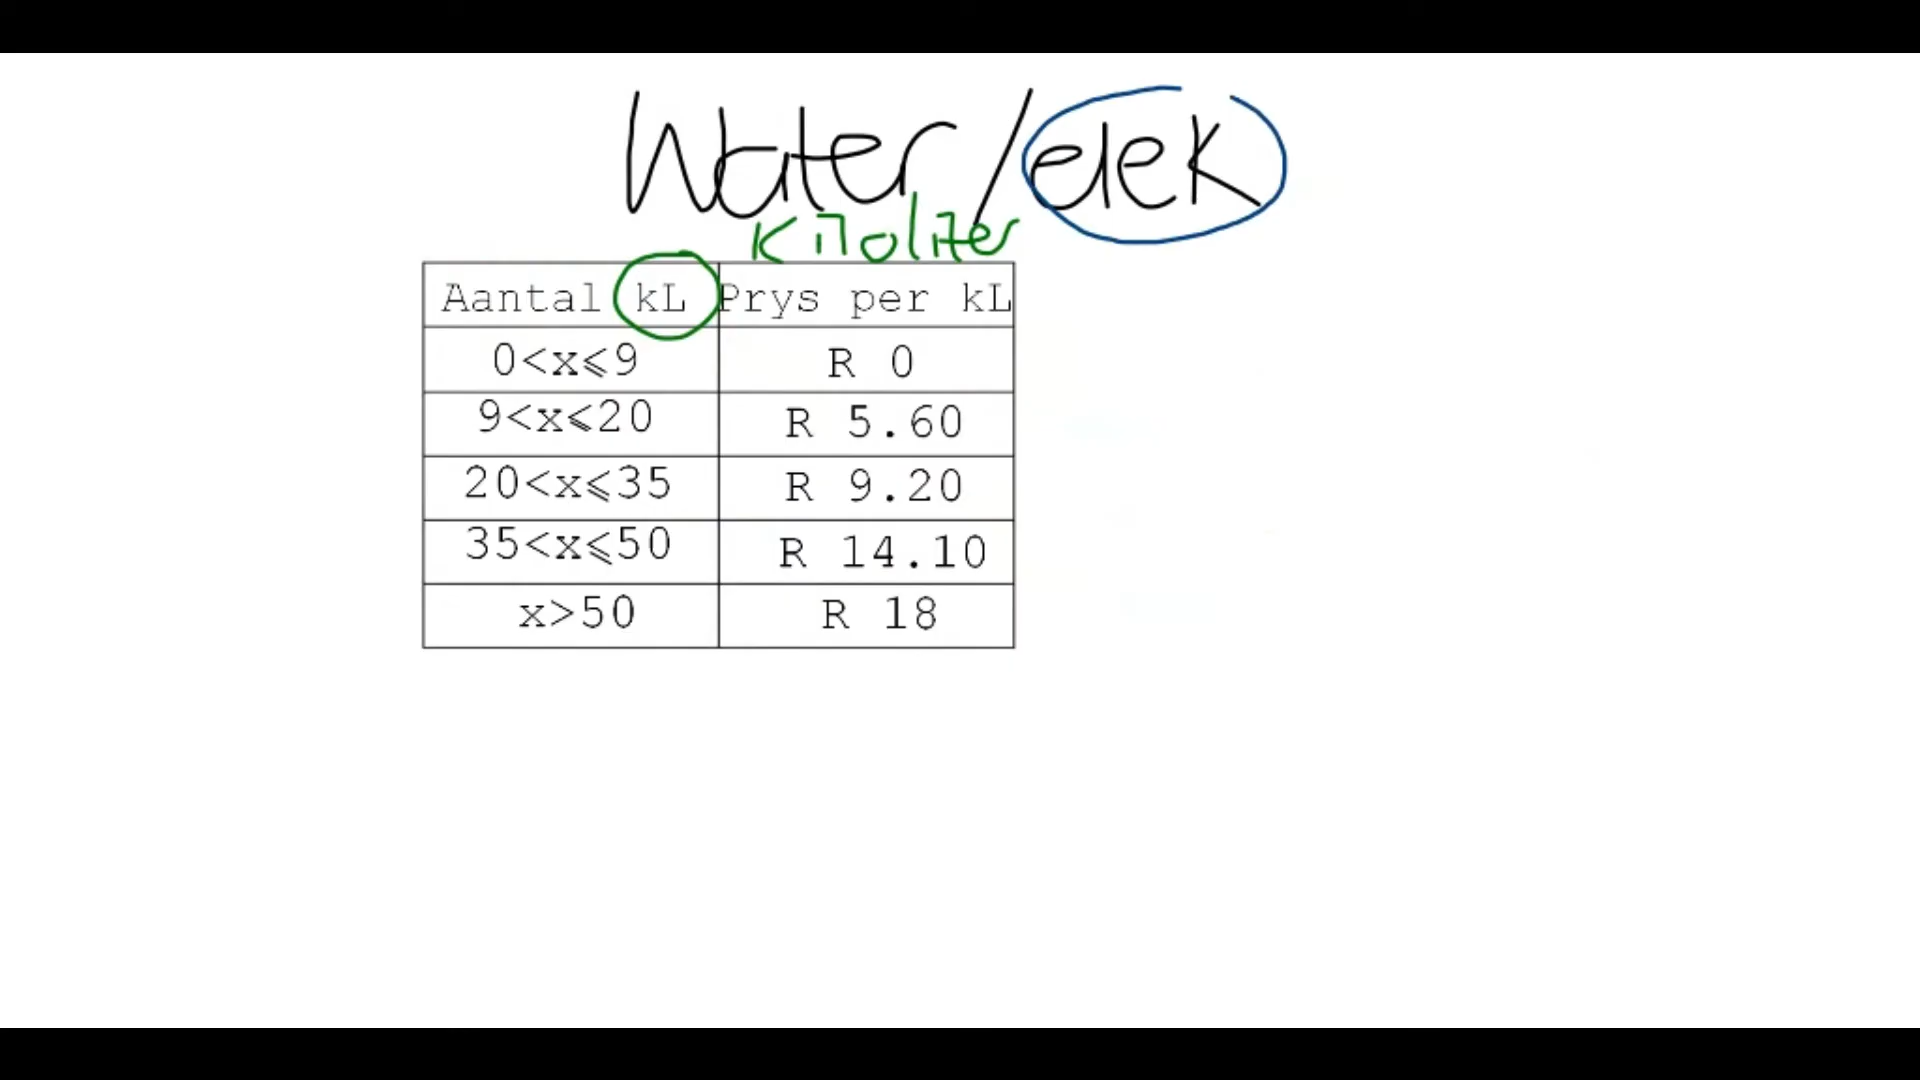 Water/elek
kiloliter
Aantal kL Prys per kL
0<x⩽9 R 0
9<x⩽20 R 5.60
20<x⩽35 R 9.20
35<x⩽50 R 14.10
x>50 R 18